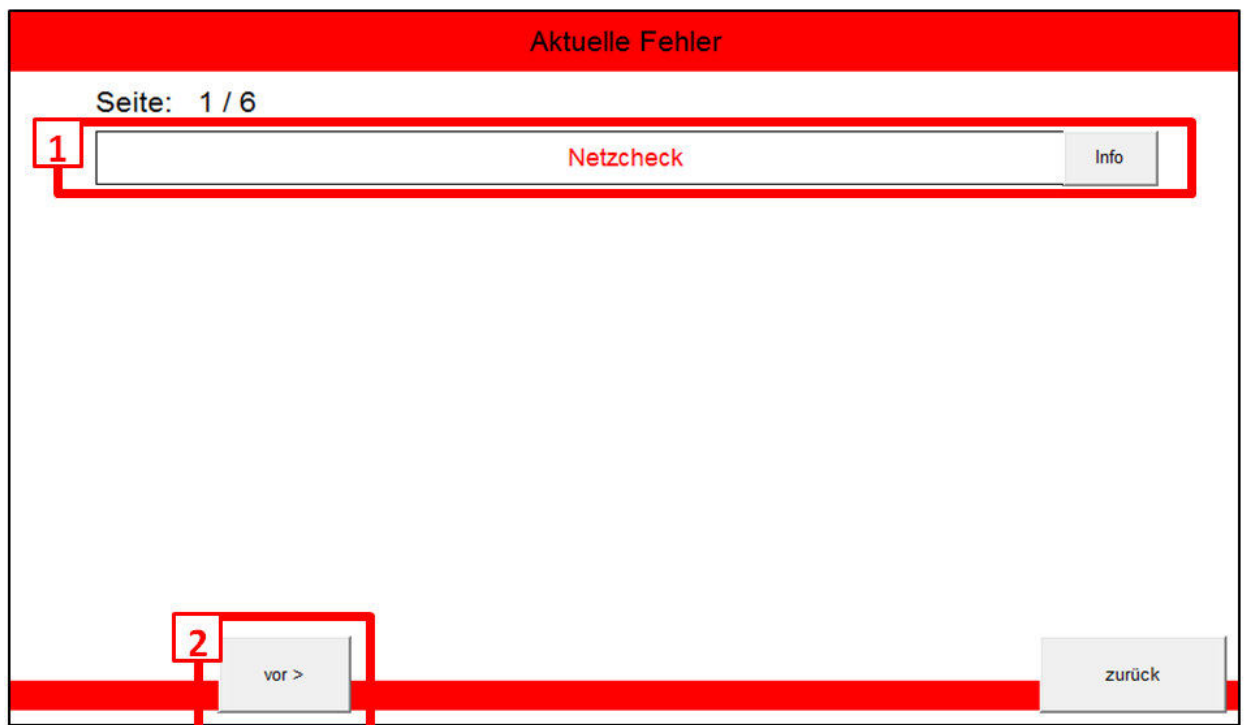 Aktuelle Fehler
Seite: 1 / 6
1
Netzcheck Info
2
vor > zurück